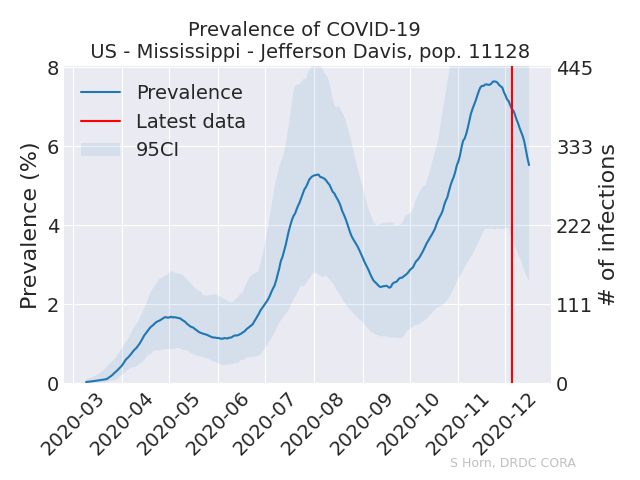 Prevalence of COVID-19
US - Mississippi - Jefferson Davis, pop. 11128
Prevalence (%)
8
6
4
2
0
Prevalence
Latest data
95CI
445
333
222
111
0
# of infections
2020-03
2020-04
2020-05
2020-06
2020-07
2020-08
2020-09
2020-10
2020-11
2020-12
S Horn, DRDC CORA